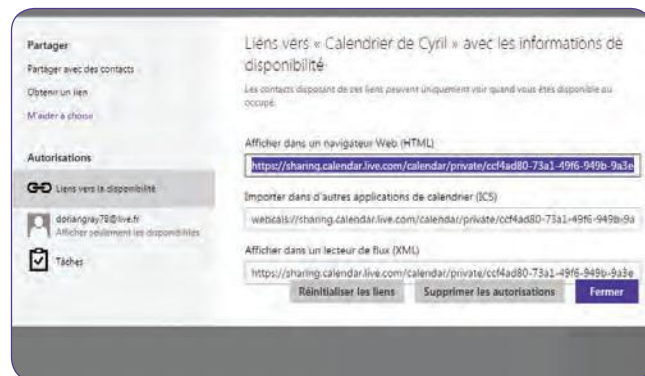 Partager
Partager avec des contacts
Obtenir un lien
M'aider à choisir
Autorisations
Liens vers la disponibilité
doriangray78@live.fr
Afficher seulement les disponibilités
Tâches
Liens vers « Calendrier de Cyril » avec les informations de
disponibilité
Les contacts disposant de ces liens peuvent uniquement voir quand vous êtes disponible ou
occupé.
Afficher dans un navigateur Web (HTML)
https://sharing.calendar.live.com/calendar/private/ccf4ad80-73a1-49f6-949b-9a3e
Importer dans d'autres applications de calendrier (ICS)
webcals://sharing.calendar.live.com/calendar/private/ccf4ad80-73a1-49f6-949b-9a
Afficher dans un lecteur de flux (XML)
https://sharing.calendar.live.com/calendar/private/ccf4ad80-73a1-49f6-949b-9a3e
Réinitialiser les liens
Supprimer les autorisations
Fermer